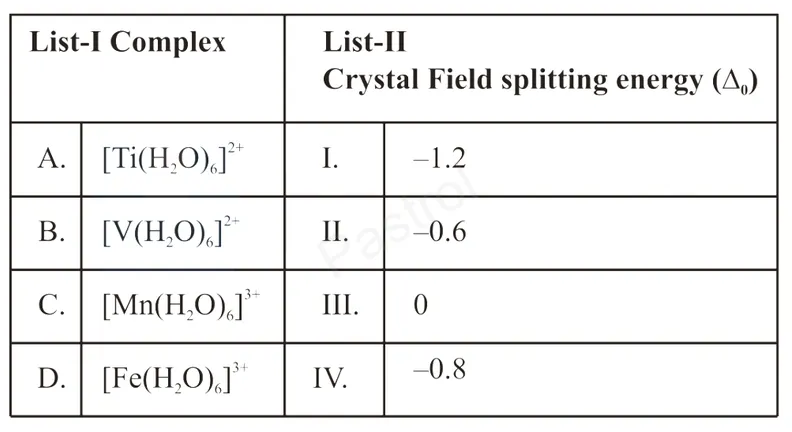 List-I Complex List-II
Crystal Field splitting energy (Δ₀)
A. [Ti(H₂O)₆]²⁺ I. –1.2
B. [V(H₂O)₆]²⁺ II. –0.6
C. [Mn(H₂O)₆]³⁺ III. 0
D. [Fe(H₂O)₆]³⁺ IV. –0.8
Pastrol